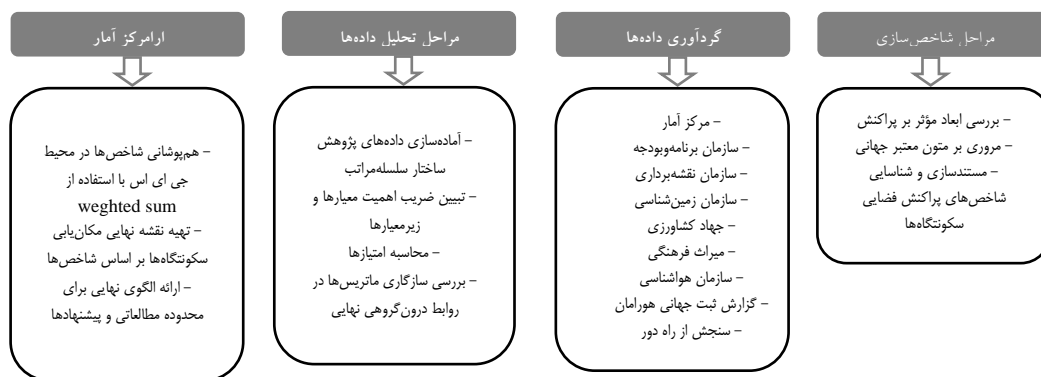 مراحل شاخص‌سازی
– بررسی ابعاد مؤثر بر پراکنش
– مروری بر متون معتبر جهانی
– مستندسازی و شناسایی
شاخص‌های پراکنش فضایی
سکونتگاه‌ها
گردآوری داده‌ها
– مرکز آمار
– سازمان برنامه‌وبودجه
– سازمان نقشه‌برداری
– سازمان زمین‌شناسی
– جهاد کشاورزی
– میراث فرهنگی
– سازمان هواشناسی
– گزارش ثبت جهانی هورامان
– سنجش از راه دور
مراحل تحلیل داده‌ها
– آماده‌سازی داده‌های پژوهش
ساختار سلسله‌مراتب
– تبیین ضریب اهمیت معیارها و
زیرمعیارها
– محاسبه امتیازها
– بررسی سازگاری ماتریس‌ها در
روابط درون‌گروهی نهایی
ارامرکز آمار
– هم‌پوشانی شاخص‌ها در محیط
جی ای اس با استفاده از
weghted sum
– تهیه نقشه نهایی مکان‌یابی
سکونتگاه‌ها بر اساس شاخص‌ها
– ارائه الگوی نهایی برای
محدوده مطالعاتی و پیشنهادها